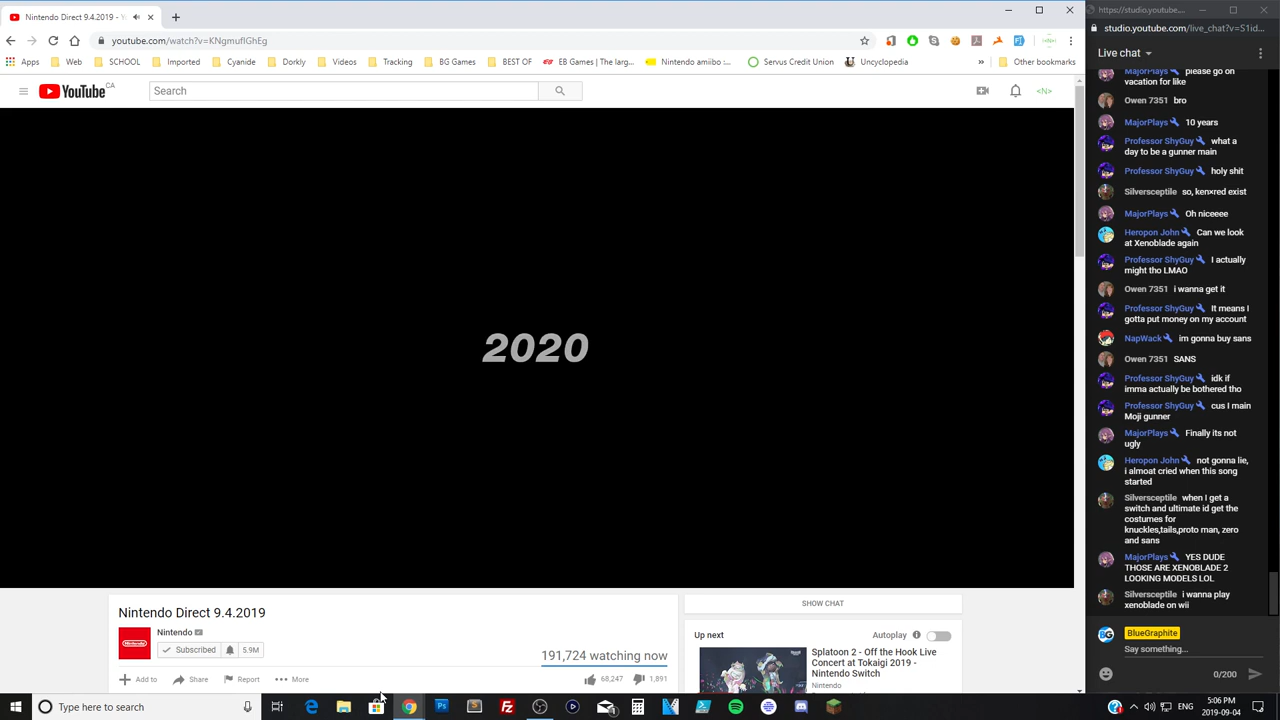 Nintendo Direct 9.4.2019 - Y
https://studio.youtube....
youtube.com/watch?v=KNgmuflGhEg
studio.youtube.com/live_chat?v=S1id...
Apps
Web
SCHOOL
Imported
Cyanide
Dorkly
Videos
Tracking
BG Games
BEST OF
EB Games | The larg...
Nintendo amiibo :...
Servus Credit Union
Uncyclopedia
»
Other bookmarks
Live chat
YouTube CA
Search
<N>
MajorPlays please go on
vacation for like
Owen 7351 bro
MajorPlays 10 years
Professor ShyGuy what a
day to be a gunner main
Professor ShyGuy holy shit
Silversceptile so, ken×red exist
MajorPlays Oh niceeee
Heropon John Can we look
at Xenoblade again
Professor ShyGuy I actually
might tho LMAO
Owen 7351 i wanna get it
Professor ShyGuy It means I
gotta put money on my account
NapWack im gonna buy sans
Owen 7351 SANS
Professor ShyGuy idk if
imma actually be bothered tho
Professor ShyGuy cus I main
Moji gunner
MajorPlays Finally its not
ugly
Heropon John not gonna lie,
i almoat cried when this song
started
Silversceptile when I get a
switch and ultimate id get the
costumes for
knuckles,tails,proto man, zero
and sans
MajorPlays YES DUDE
THOSE ARE XENOBLADE 2
LOOKING MODELS LOL
Silversceptile i wanna play
xenoblade on wii
BG
BlueGraphite
Say something...
0/200
2020
Nintendo Direct 9.4.2019
Nintendo
Nintendo
Subscribed
5.9M
191,724 watching now
Add to
Share
Report
More
68,247
1,891
SHOW CHAT
Up next
Autoplay
Splatoon 2 - Off the Hook Live
Concert at Tokaigi 2019 -
Nintendo Switch
Nintendo
Type here to search
ENG
5:06 PM
2019-09-04